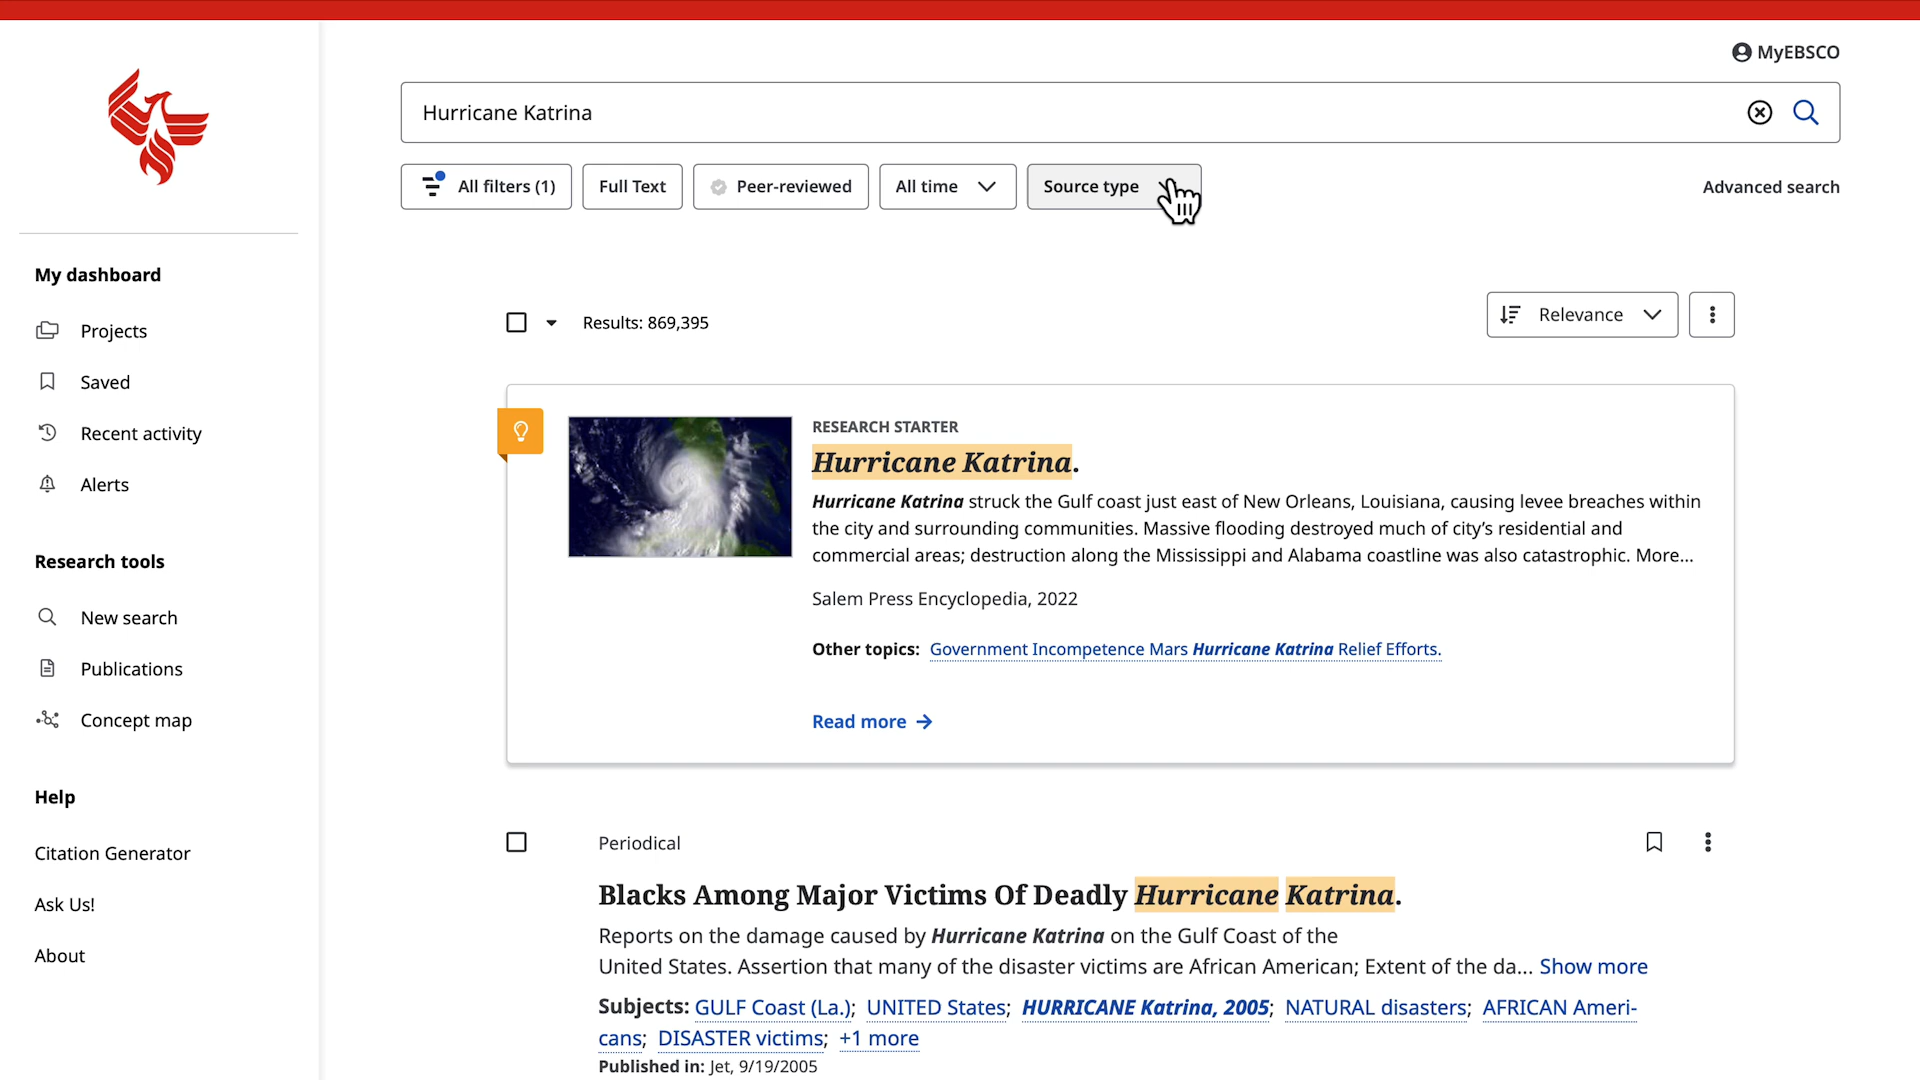 MyEBSCO
Hurricane Katrina
All filters (1)
Full Text
Peer-reviewed
All time
Source type
Advanced search
My dashboard
Projects
Saved
Recent activity
Alerts
Research tools
New search
Publications
Concept map
Help
Citation Generator
Ask Us!
About
Results: 869,395
Relevance
RESEARCH STARTER
Hurricane Katrina.
Hurricane Katrina struck the Gulf coast just east of New Orleans, Louisiana, causing levee breaches within
the city and surrounding communities. Massive flooding destroyed much of city’s residential and
commercial areas; destruction along the Mississippi and Alabama coastline was also catastrophic. More...
Salem Press Encyclopedia, 2022
Other topics: Government Incompetence Mars Hurricane Katrina Relief Efforts.
Read more
Periodical
Blacks Among Major Victims Of Deadly Hurricane Katrina.
Reports on the damage caused by Hurricane Katrina on the Gulf Coast of the
United States. Assertion that many of the disaster victims are African American; Extent of the da... Show more
Subjects: GULF Coast (La.); UNITED States; HURRICANE Katrina, 2005; NATURAL disasters; AFRICAN Ameri-
cans; DISASTER victims; +1 more
Published in: Jet, 9/19/2005